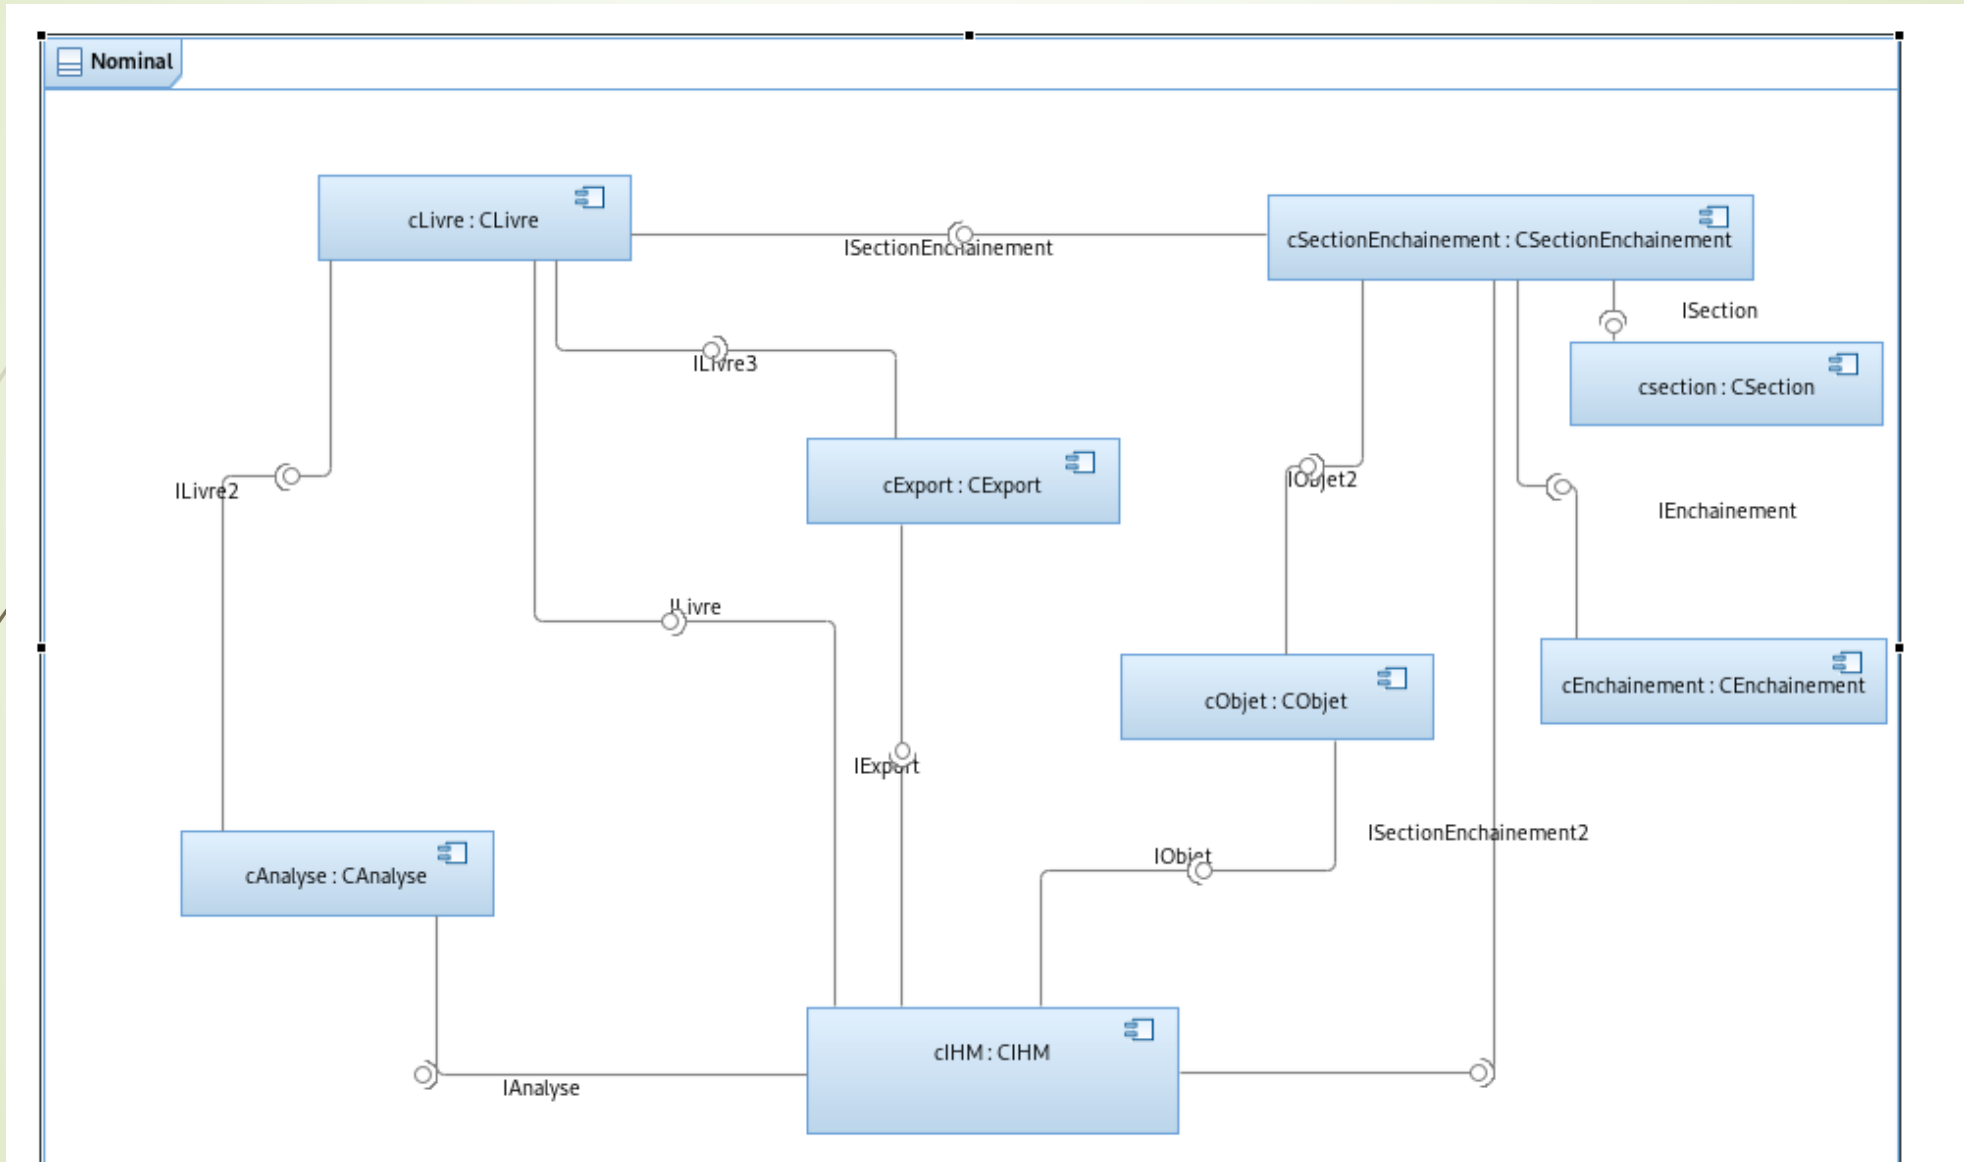 Nominal
cLivre : CLivre
cSectionEnchainement : CSectionEnchainement
ISectionEnchainement
ISection
ILivre3
csection : CSection
cExport : CExport
IObjet2
ILivre2
IEnchainement
ILivre
cEnchainement : CEnchainement
cObjet : CObjet
IExport
ISectionEnchainement2
IObjet
cAnalyse : CAnalyse
cIHM : CIHM
IAnalyse